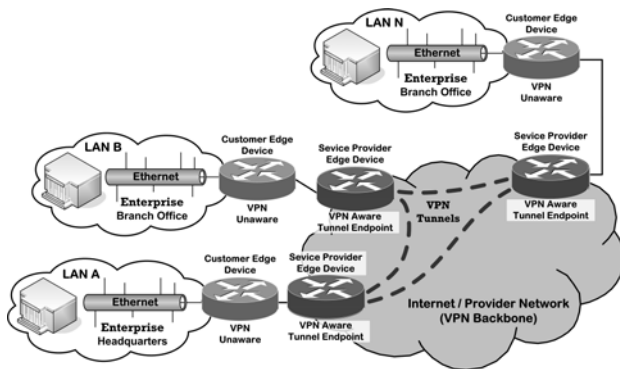 LAN N
Customer Edge
Device
Ethernet
Enterprise
Branch Office
VPN
Unaware
LAN B
Customer Edge
Device
Ethernet
Enterprise
Branch Office
VPN
Unaware
Sevice Provider
Edge Device
VPN Aware
Tunnel Endpoint
VPN
Tunnels
Sevice Provider
Edge Device
VPN Aware
Tunnel Endpoint
LAN A
Customer Edge
Device
Ethernet
Enterprise
Headquarters
VPN
Unaware
Sevice Provider
Edge Device
VPN Aware
Tunnel Endpoint
Internet / Provider Network
(VPN Backbone)